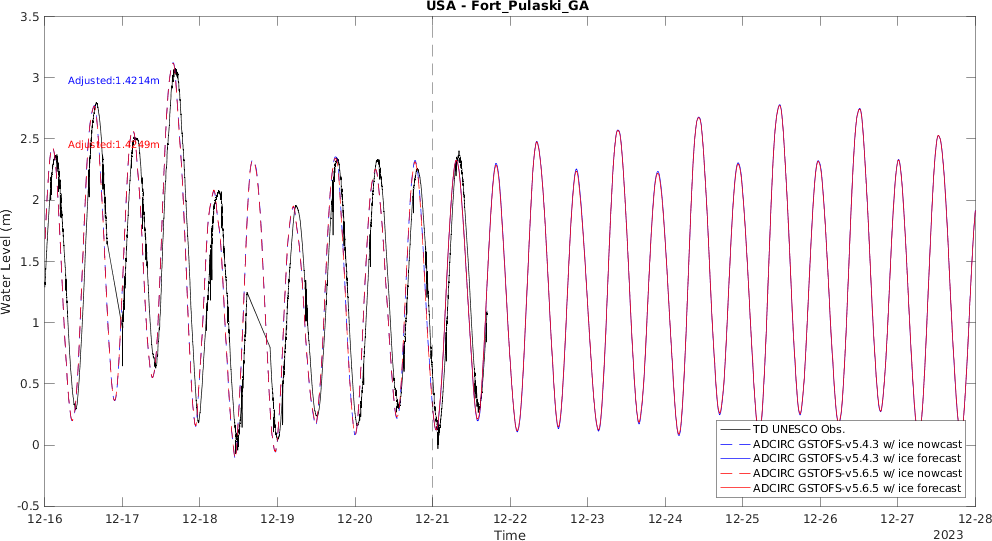 USA - Fort_Pulaski_GA
3.5
3
2.5
2
1.5
1
0.5
0
-0.5
Water Level (m)
Adjusted:1.4214m
Adjusted:1.4249m
TD UNESCO Obs.
ADCIRC GSTOFS-v5.4.3 w/ ice nowcast
ADCIRC GSTOFS-v5.4.3 w/ ice forecast
ADCIRC GSTOFS-v5.6.5 w/ ice nowcast
ADCIRC GSTOFS-v5.6.5 w/ ice forecast
12-16 12-17 12-18 12-19 12-20 12-21 12-22 12-23 12-24 12-25 12-26 12-27 12-28
Time
2023